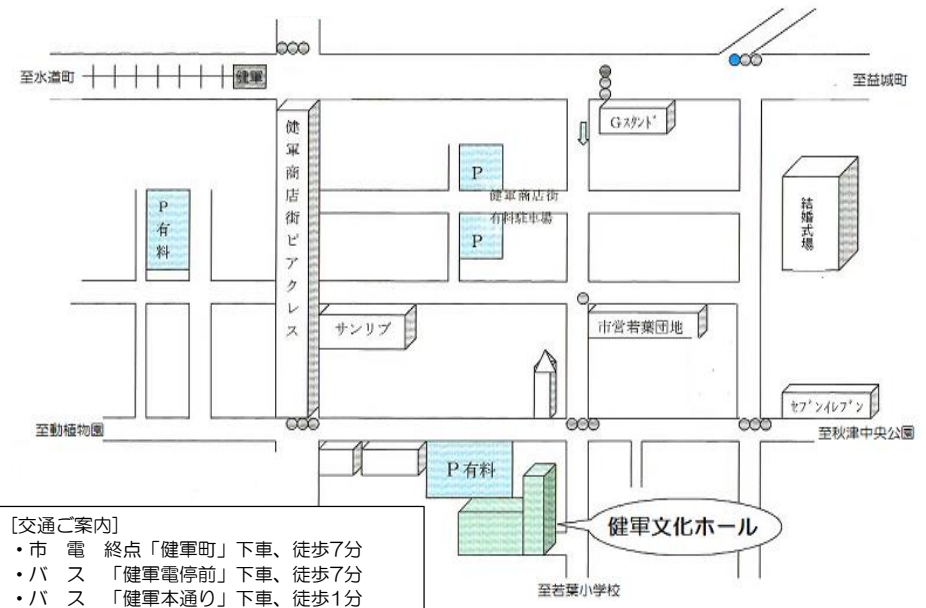 至水道町
健軍
至益城町
Gスタンド
健軍商店街ピアクレス
P
健軍商店街
有料駐車場
P
P
有
料
結婚式場
サンリブ
市営若葉団地
セブンイレブン
至動植物園
至秋津中央公園
P有料
健軍文化ホール
至若葉小学校
[交通ご案内]
・市　電　終点「健軍町」下車、徒歩7分
・バ　ス　「健軍電停前」下車、徒歩7分
・バ　ス　「健軍本通り」下車、徒歩1分